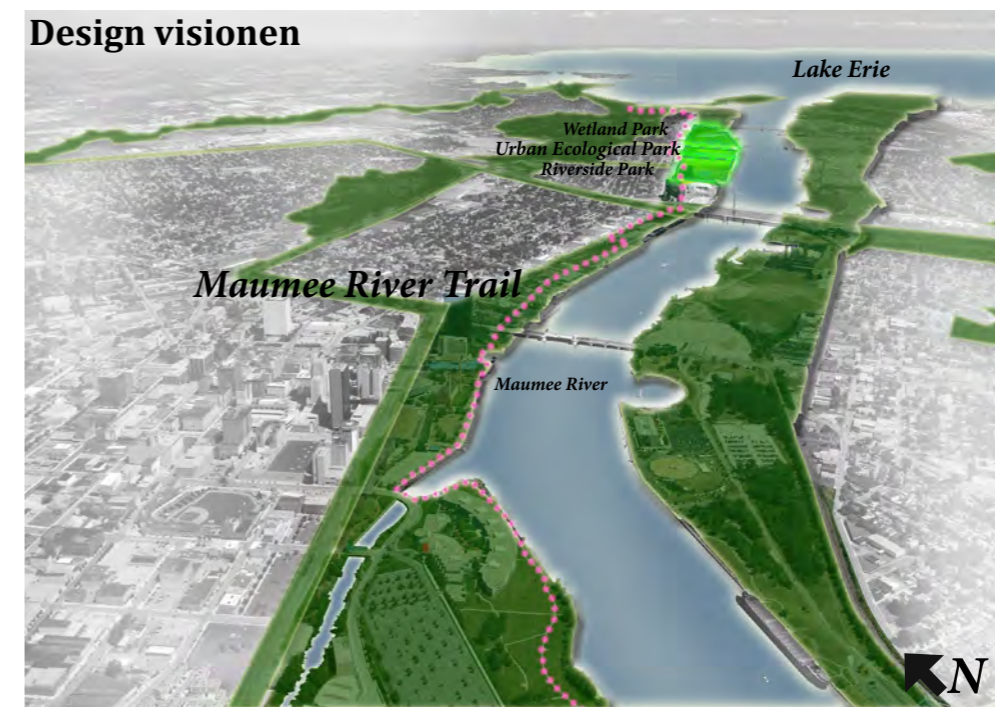 Design visionen
Lake Erie
Wetland Park
Urban Ecological Park
Riverside Park
Maumee River Trail
Maumee River
N